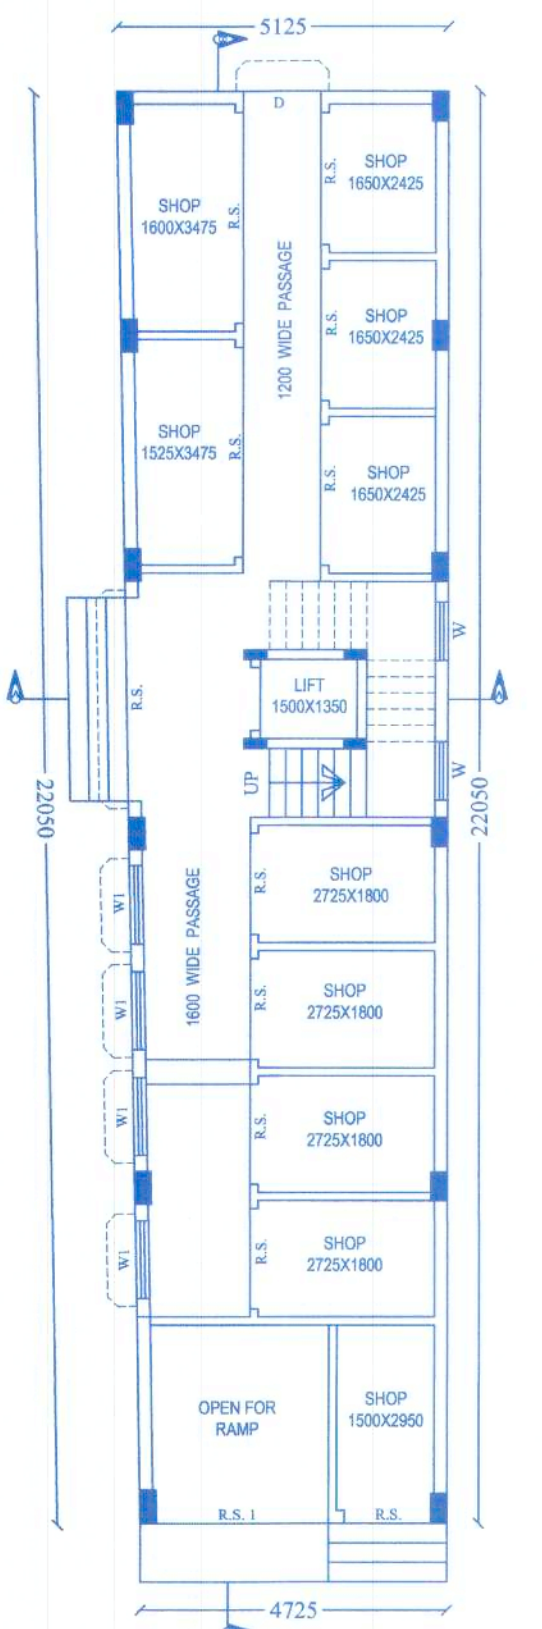 5125
D
SHOP
1600X3475
R.S.
R.S.
SHOP
1650X2425
1200 WIDE PASSAGE
R.S.
SHOP
1650X2425
SHOP
1525X3475
R.S.
R.S.
SHOP
1650X2425
R.S.
LIFT
1500X1350
W
W
UP
22050
22050
SHOP
2725X1800
R.S.
W1
1600 WIDE PASSAGE
SHOP
2725X1800
R.S.
W1
SHOP
2725X1800
R.S.
W1
SHOP
2725X1800
R.S.
W1
OPEN FOR
RAMP
SHOP
1500X2950
R.S. 1
R.S.
4725